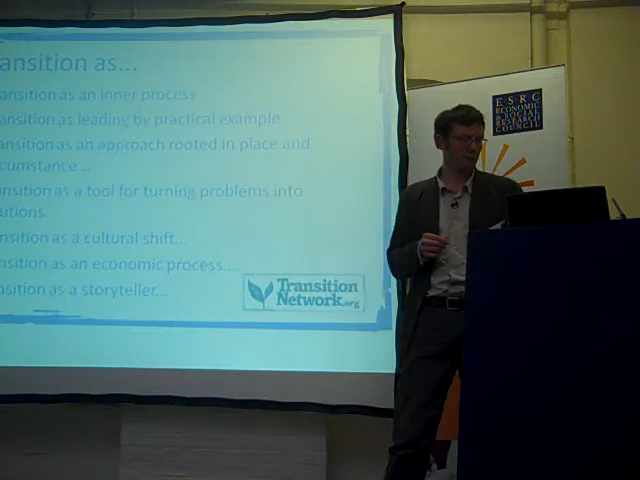 ansition as...
ansition as an inner process
ansition as leading by practical example
ansition as an approach rooted in place and
cumstance ..
ansition as a tool for turning problems into
utions.
nsition as a cultural shift...
nsition as an economic process...
nsition as a storyteller...
Transition
Network.org
E S R C
ECONOMIC
& SOCIAL
RESEARCH
COUNCIL